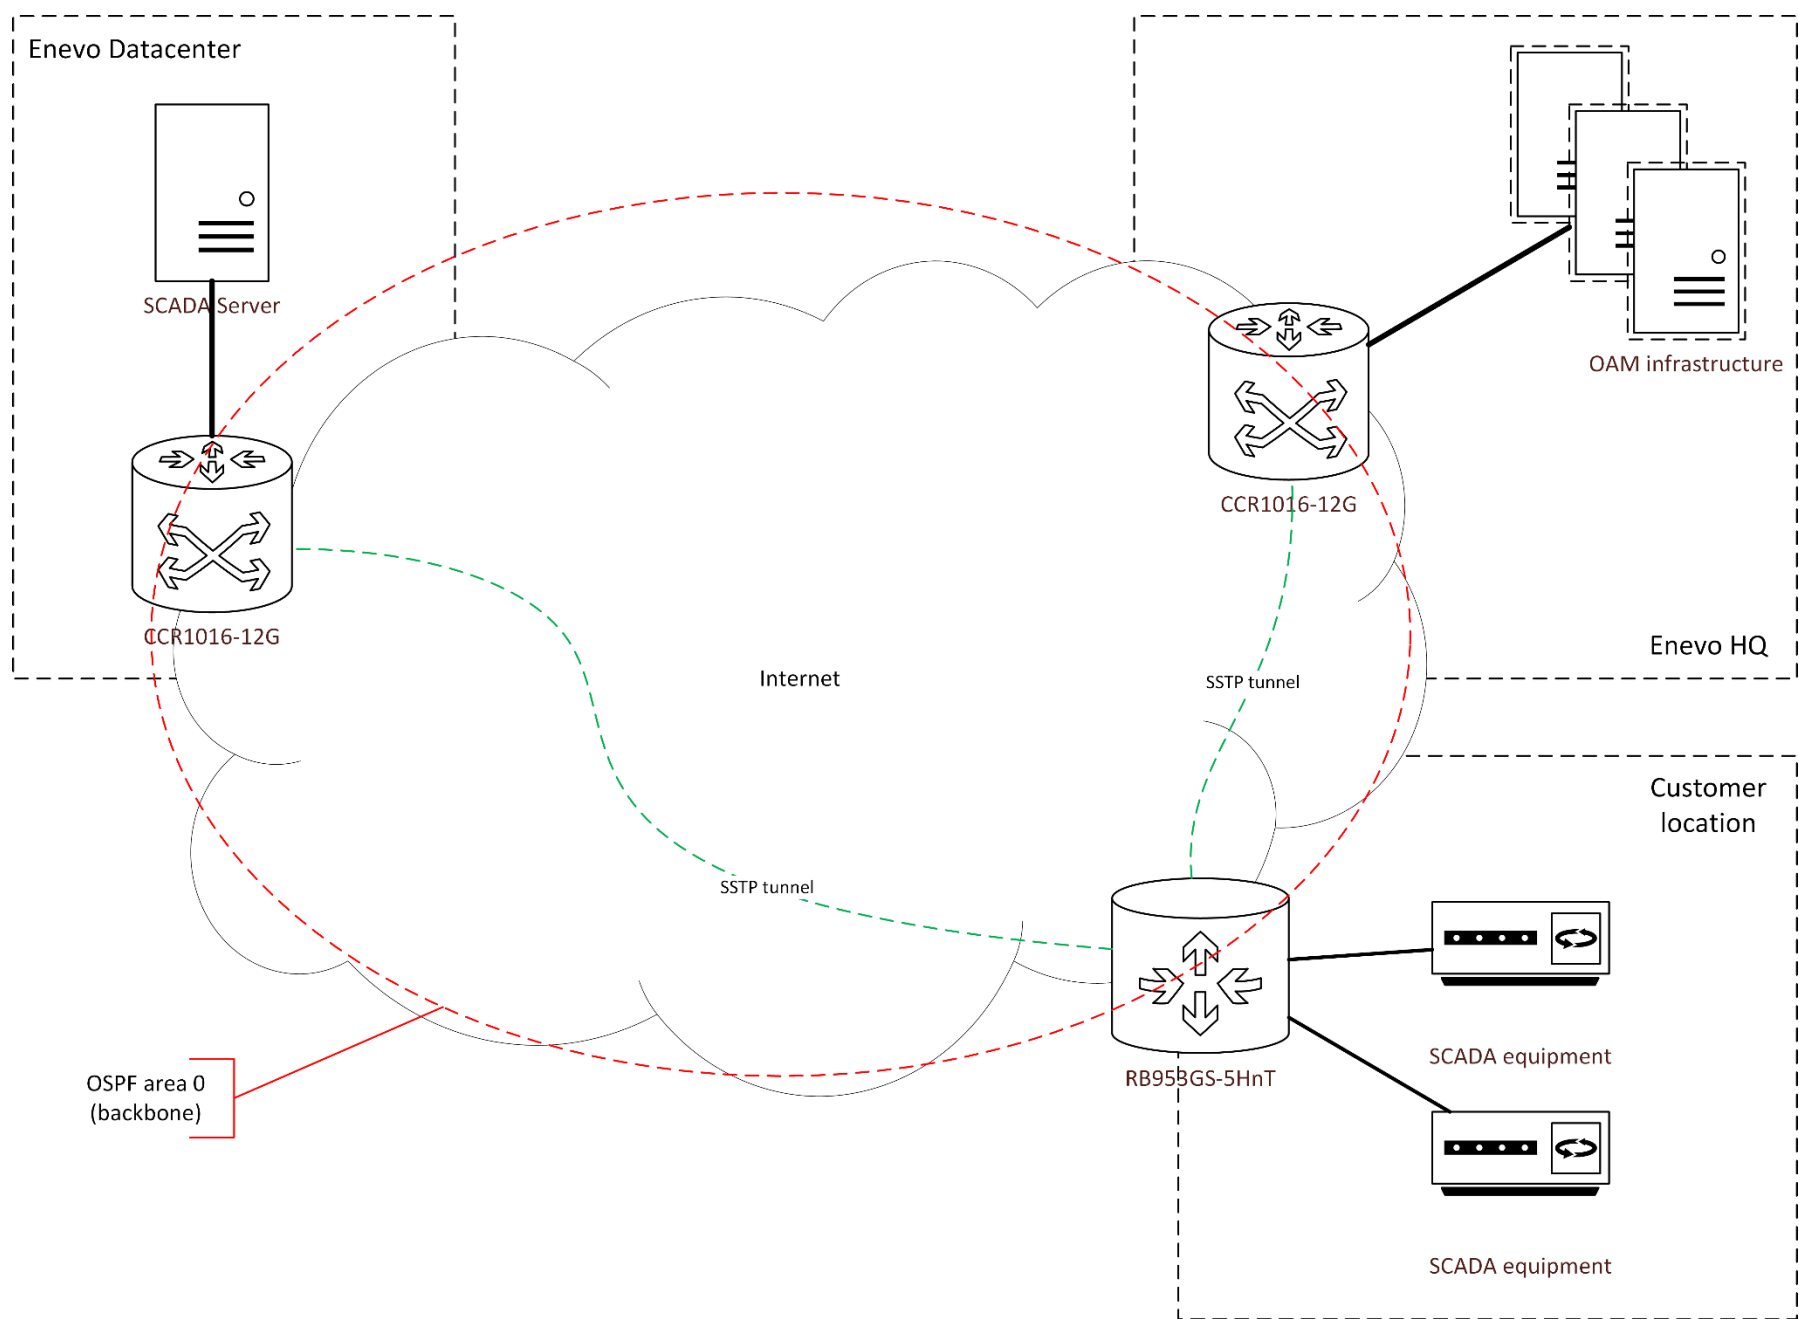 Enevo Datacenter
SCADA Server
OAM infrastructure
CCR1016-12G
CCR1016-12G
Enevo HQ
Internet
SSTP tunnel
Customer
location
SSTP tunnel
SCADA equipment
RB953GS-5HnT
OSPF area 0
(backbone)
SCADA equipment